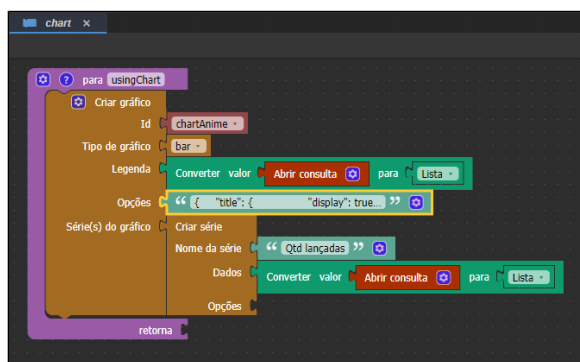 chart ×
? para usingChart
Criar gráfico
Id chartAnime
Tipo de gráfico bar
Legenda Converter valor Abrir consulta para Lista
Opções “ { "title": { "display": true... ”
Série(s) do gráfico Criar série
Nome da série “ Qtd lançadas ”
Dados Converter valor Abrir consulta para Lista
Opções
retorna